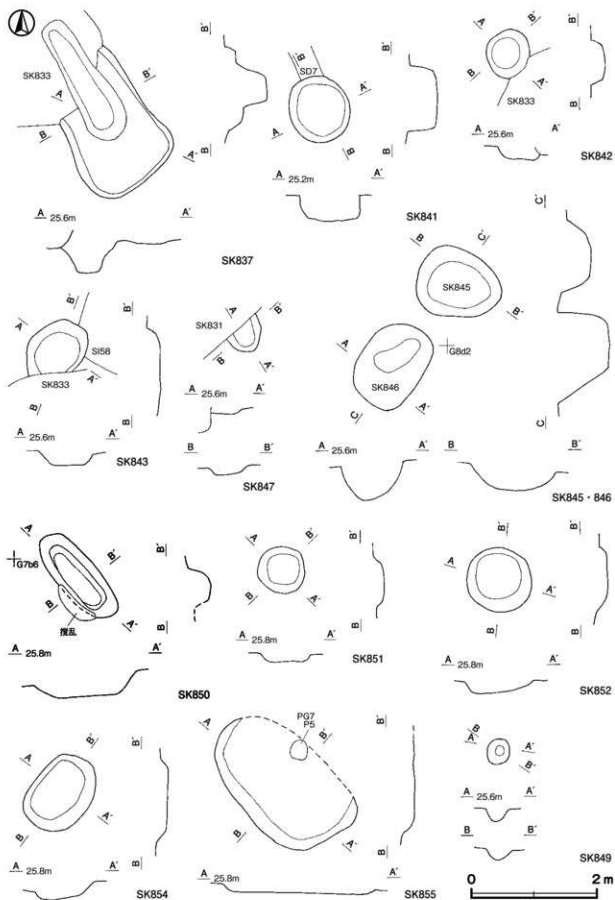 SK833
A
B´
B
A´
B´
B
A 25.6m
A´
SK837
B´
SD7
A´
A
B
B´
B
A 25.2m
A´
SK841
A
B´
B
A´
SK833
B´
B
A 25.6m
A´
SK842
B´
A
SI58
SK833
A´
B
B´
B
A 25.6m
A´
SK843
A
B´
SK831
B
A´
A 25.6m
A´
B
B´
SK847
B
C´
SK845
B´
A
G8d2
SK846
C
A´
C´
C
A 25.6m
A´
B
B´
SK845・846
A
G7b6
B´
B
A´
撹乱
B´
B
A 25.8m
A´
SK850
A
B´
B
A´
B´
B
A 25.8m
A´
SK851
B´
A
A´
B
B´
B
A 25.8m
A´
SK852
A
B´
B
A´
B´
B
A 25.8m
A´
SK854
PG7
P5
A
B´
B
A´
B´
B
A 25.8m
A´
SK855
B
A
A´
B´
A 25.6m
A´
B
B´
SK849
0
2 m